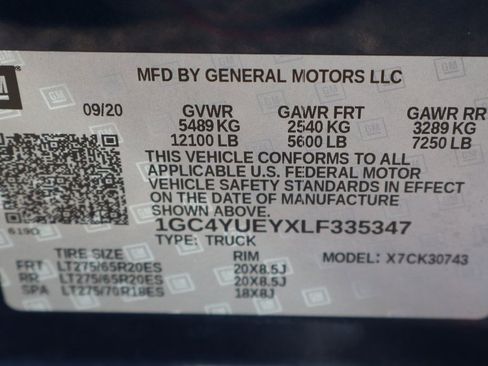 GM
MFD BY GENERAL MOTORS LLC
09/20 GVWR GAWR FRT GAWR RR
5489 KG 2540 KG 3289 KG
12100 LB 5600 LB 7250 LB
THIS VEHICLE CONFORMS TO ALL
APPLICABLE U.S. FEDERAL MOTOR
VEHICLE SAFETY STANDARDS IN EFFECT
ON THE DATE OF MANUFACTURE
SHOWN ABOVE.
6190
1GC4YUEYXLF335347
TYPE: TRUCK
TIRE SIZE RIM MODEL: X7CK30743
FRT LT275/65R20ES 20X8.5J
RR LT275/65R20ES 20X8.5J
SPA LT275/70R18ES 18X8J